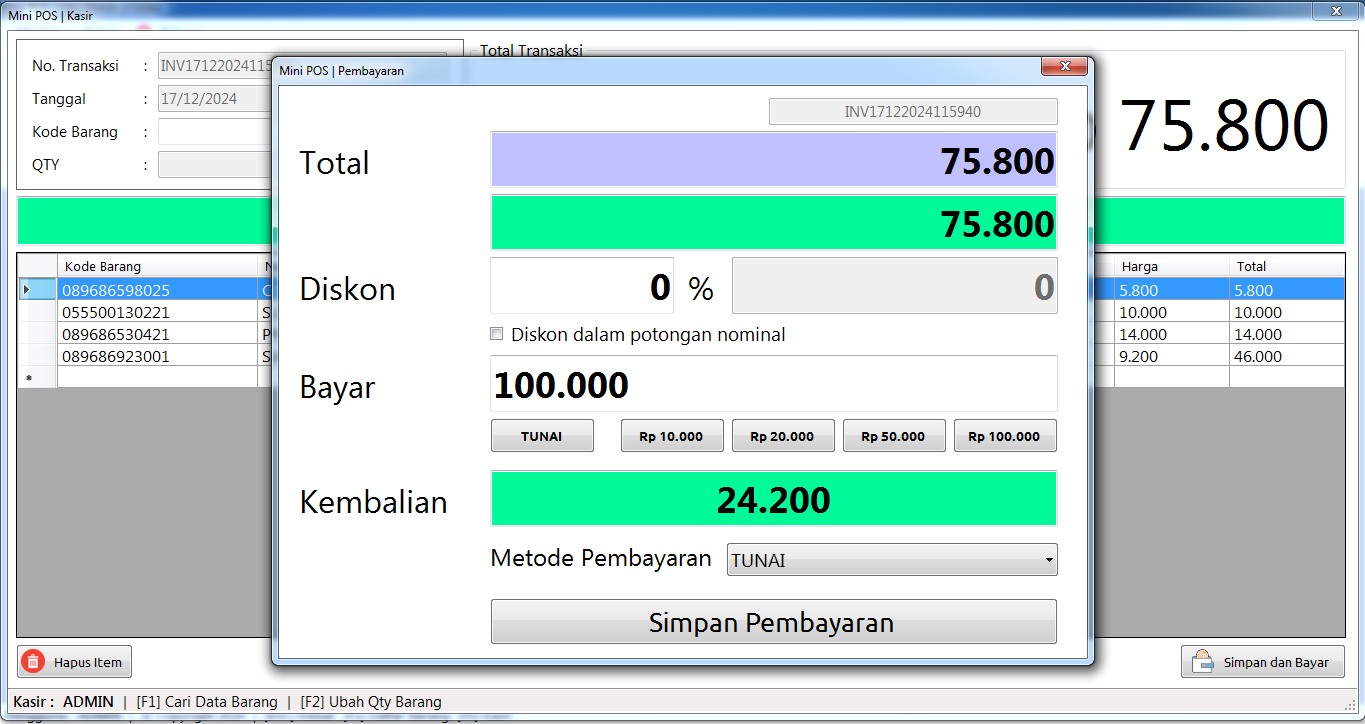 Mini POS | Kasir
No. Transaksi : INV17122024115
Tanggal : 17/12/2024
Kode Barang :
QTY :
Total Transaksi
75.800
Mini POS | Pembayaran
INV17122024115940
Total 75.800
75.800
Diskon 0 % 0
Diskon dalam potongan nominal
Bayar 100.000
TUNAI Rp 10.000 Rp 20.000 Rp 50.000 Rp 100.000
Kembalian 24.200
Metode Pembayaran TUNAI
Simpan Pembayaran
Kode Barang Harga Total
089686598025 5.800 5.800
055500130221 10.000 10.000
089686530421 14.000 14.000
089686923001 9.200 46.000
Hapus Item Simpan dan Bayar
Kasir : ADMIN | [F1] Cari Data Barang | [F2] Ubah Qty Barang